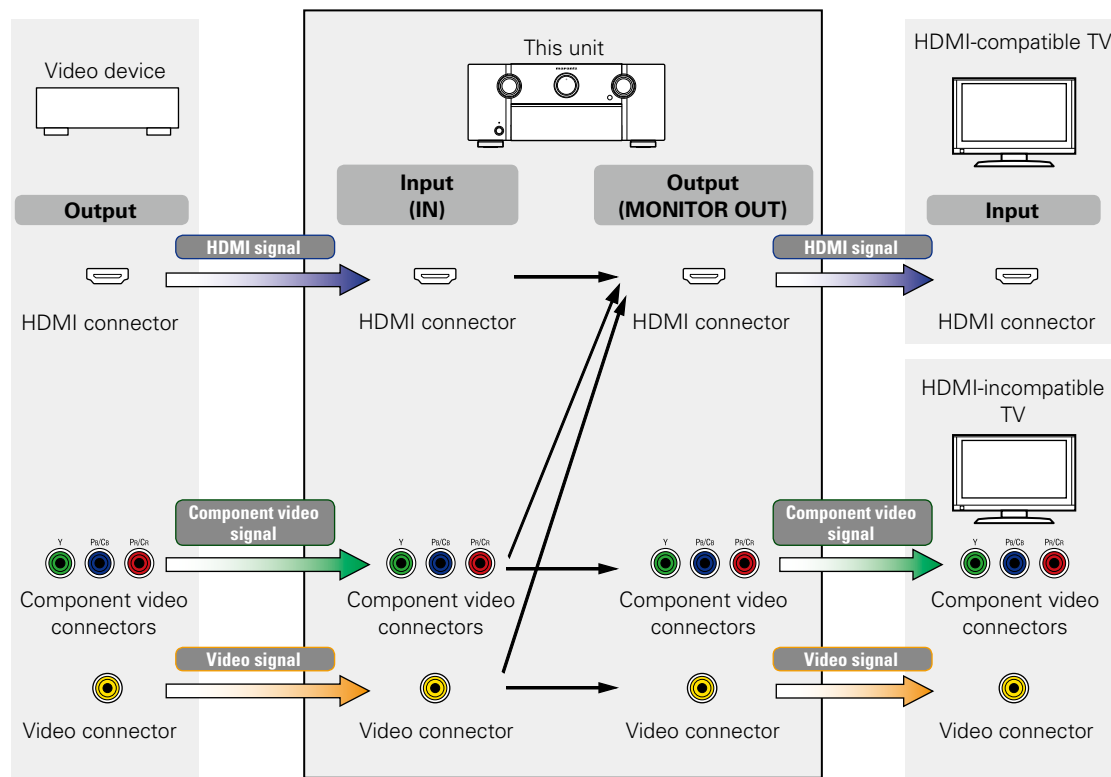 Video device
This unit
marantz
HDMI-compatible TV
Output
Input
(IN)
Output
(MONITOR OUT)
Input
HDMI signal
HDMI signal
HDMI connector
HDMI connector
HDMI connector
HDMI connector
HDMI-incompatible
TV
Component video
signal
Component video
signal
Y PB/CB PR/CR
Y PB/CB PR/CR
Y PB/CB PR/CR
Y PB/CB PR/CR
Component video
connectors
Component video
connectors
Component video
connectors
Component video
connectors
Video signal
Video signal
Video connector
Video connector
Video connector
Video connector